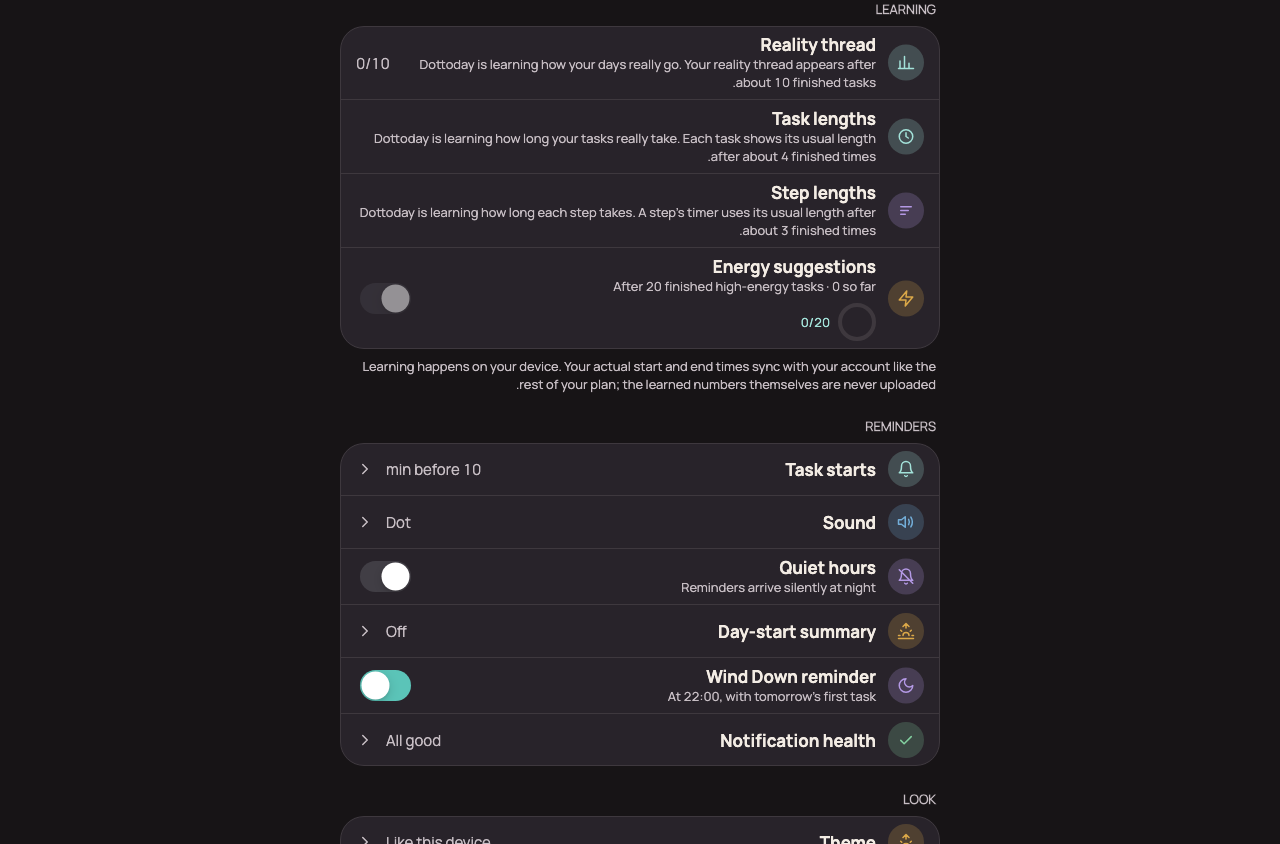 LEARNING
Reality thread
0/10
Dottoday is learning how your days really go. Your reality thread appears after
.about 10 finished tasks
Task lengths
Dottoday is learning how long your tasks really take. Each task shows its usual length
.after about 4 finished times
Step lengths
Dottoday is learning how long each step takes. A step's timer uses its usual length after
.about 3 finished times
Energy suggestions
After 20 finished high-energy tasks · 0 so far
0/20
Learning happens on your device. Your actual start and end times sync with your account like the
.rest of your plan; the learned numbers themselves are never uploaded
REMINDERS
Task starts
min before 10
Sound
Dot
Quiet hours
Reminders arrive silently at night
Day-start summary
Off
Wind Down reminder
At 22:00, with tomorrow's first task
Notification health
All good
LOOK
Theme
Like this device